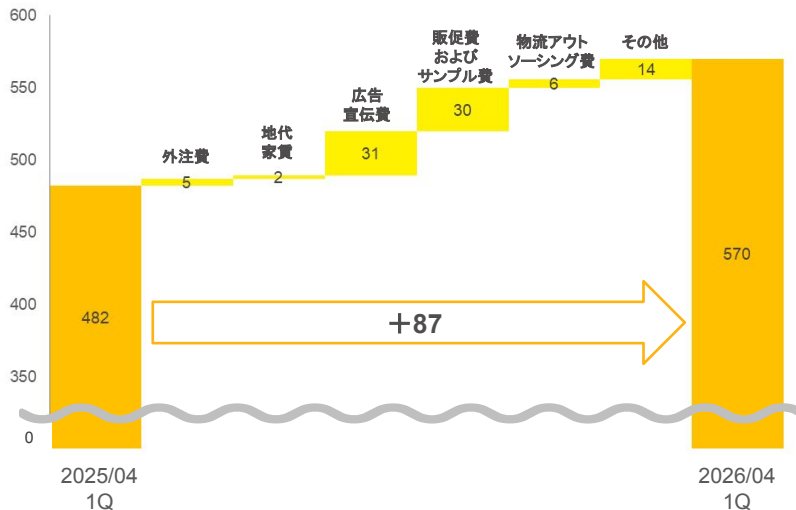 600
550
500
450
400
350
0
482
外注費
5
地代
家賃
2
広告
宣伝費
31
販促費
および
サンプル費
30
物流アウト
ソーシング費
6
その他
14
570
+87
2025/04
1Q
2026/04
1Q